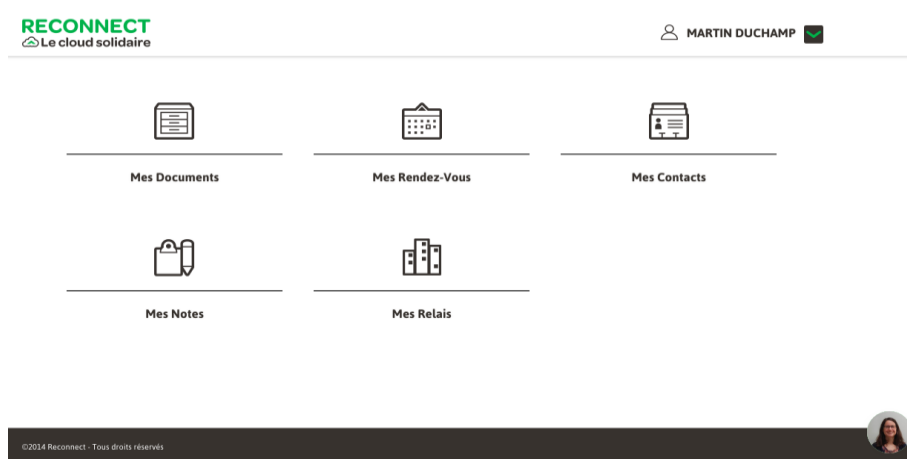 RECONNECT
Le cloud solidaire
MARTIN DUCHAMP
Mes Documents
Mes Rendez-Vous
Mes Contacts
Mes Notes
Mes Relais
©2014 Reconnect - Tous droits réservés